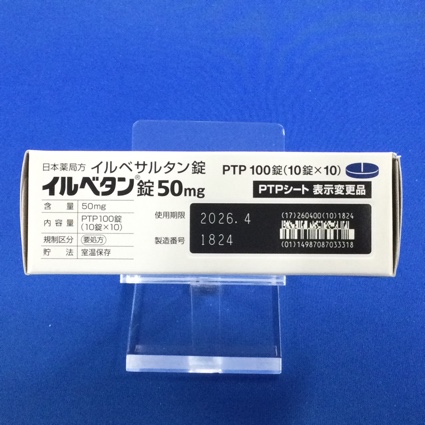 日本薬局方 イルベサルタン錠
イルベタン®錠50mg
PTP 100錠(10錠×10)
PTPシート 表示変更品
含量 50mg
内容量 PTP100錠
(10錠×10)
規制区分 要処方
貯法 室温保存
使用期限 2026.4
製造番号 1824
(17)260400(10)1824
(01)14987087033318